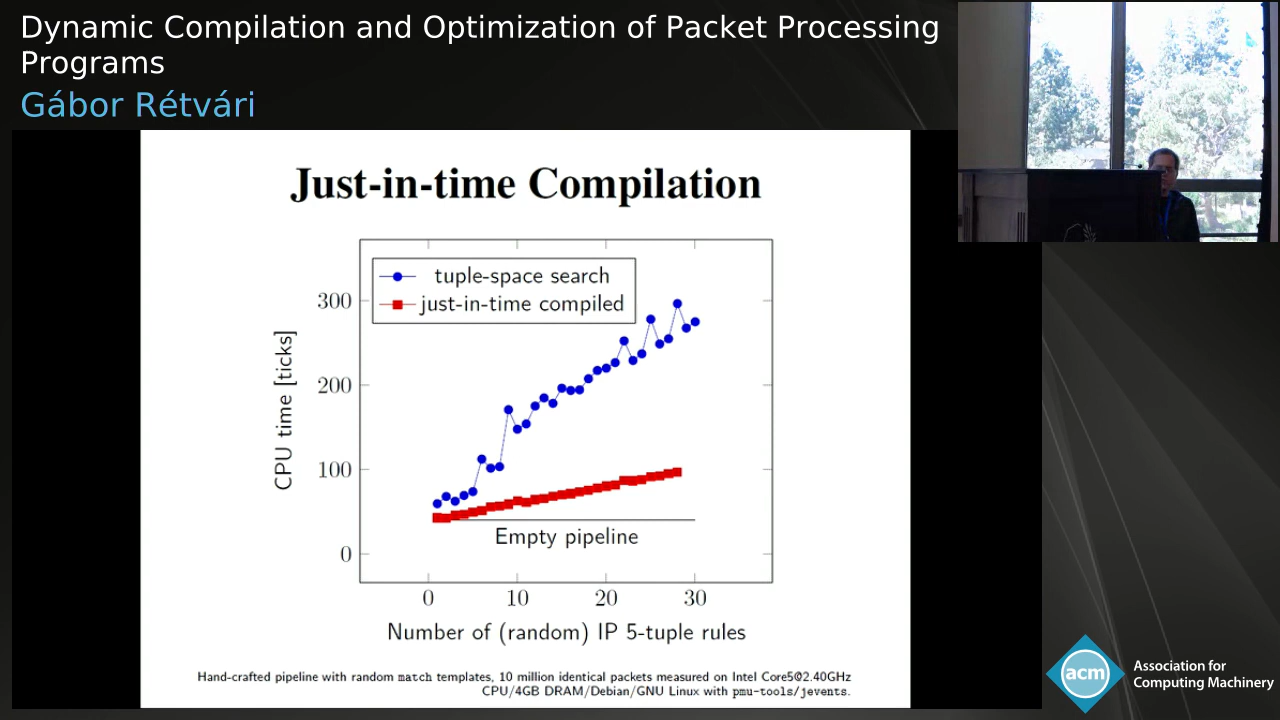 Dynamic Compilation and Optimization of Packet Processing
Programs
Gábor Rétvári
Just-in-time Compilation
tuple-space search
just-in-time compiled
300
200
100
0
CPU time [ticks]
Empty pipeline
0 10 20 30
Number of (random) IP 5-tuple rules
Hand-crafted pipeline with random match templates, 10 million identical packets measured on Intel Core5@2.40GHz
CPU/4GB DRAM/Debian/GNU Linux with pmu-tools/jevents.
acm
Association for
Computing Machinery